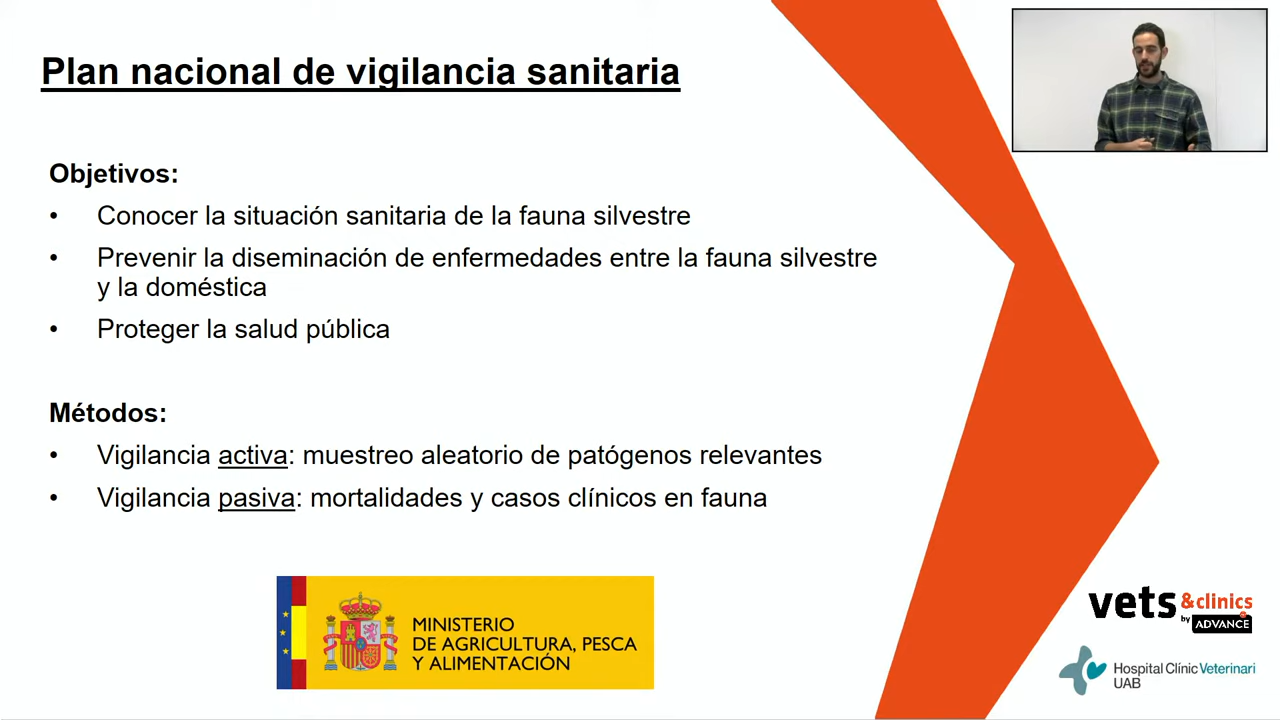 Plan nacional de vigilancia sanitaria
Objetivos:
• Conocer la situación sanitaria de la fauna silvestre
• Prevenir la diseminación de enfermedades entre la fauna silvestre
y la doméstica
• Proteger la salud pública
Métodos:
• Vigilancia activa: muestreo aleatorio de patógenos relevantes
• Vigilancia pasiva: mortalidades y casos clínicos en fauna
MINISTERIO
DE AGRICULTURA, PESCA
Y ALIMENTACIÓN
vets &clinics
by ADVANCE
Hospital Clínic Veterinari
UAB